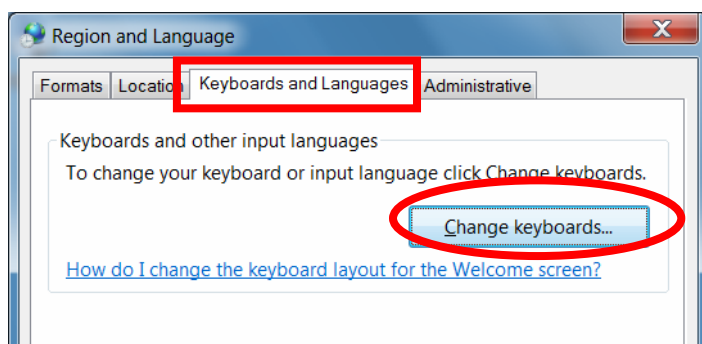 Region and Language
Formats Location Keyboards and Languages Administrative
Keyboards and other input languages
To change your keyboard or input language click Change keyboards.
Change keyboards...
How do I change the keyboard layout for the Welcome screen?